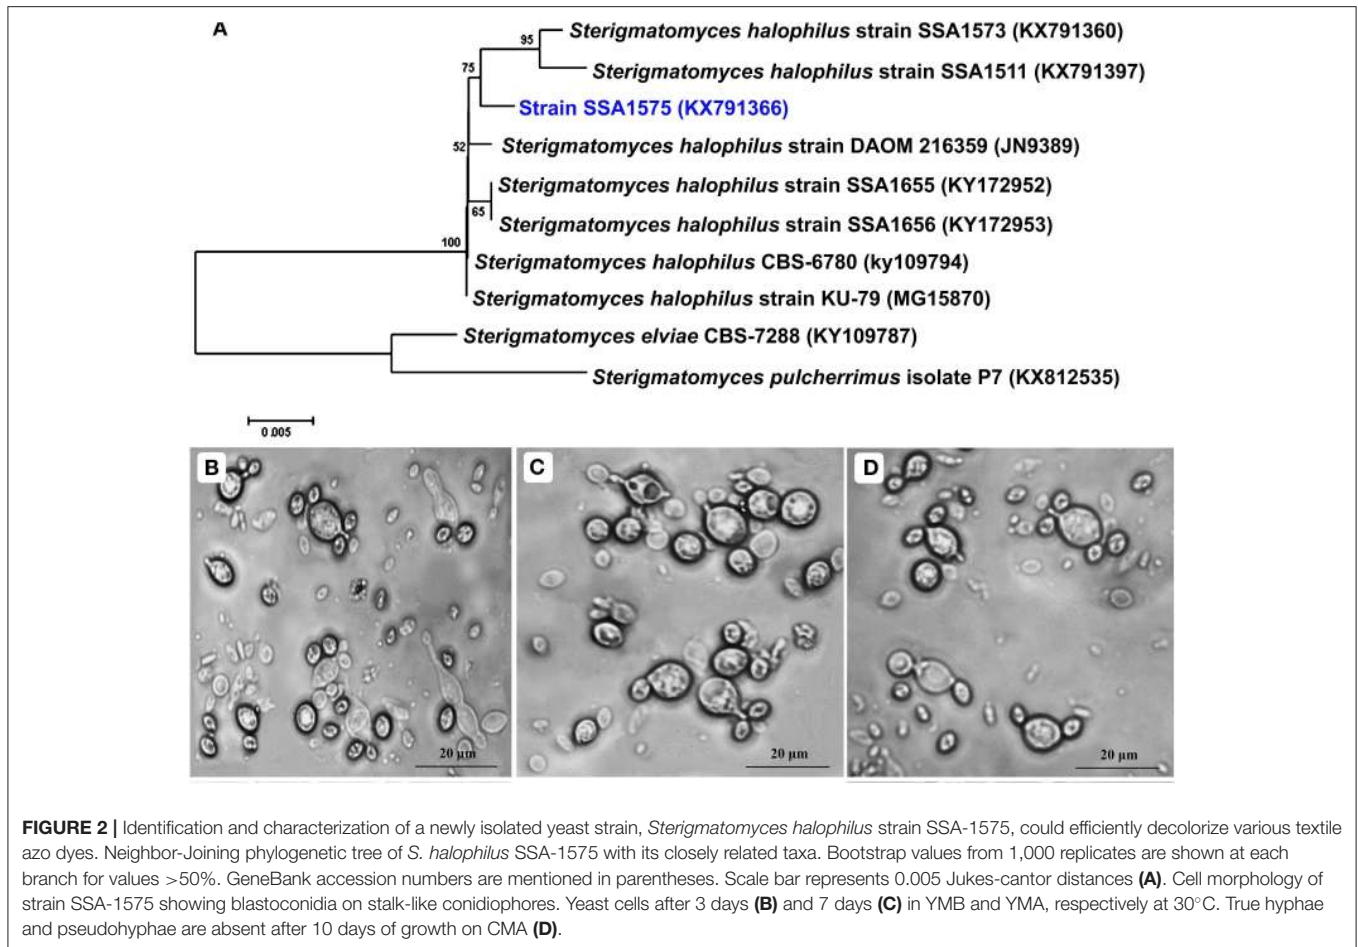 A
95
Sterigmatomyces halophilus strain SSA1573 (KX791360)
Sterigmatomyces halophilus strain SSA1511 (KX791397)
75
Strain SSA1575 (KX791366)
52
Sterigmatomyces halophilus strain DAOM 216359 (JN9389)
Sterigmatomyces halophilus strain SSA1655 (KY172952)
65
Sterigmatomyces halophilus strain SSA1656 (KY172953)
100
Sterigmatomyces halophilus CBS-6780 (ky109794)
Sterigmatomyces halophilus strain KU-79 (MG15870)
Sterigmatomyces elviae CBS-7288 (KY109787)
Sterigmatomyces pulcherrimus isolate P7 (KX812535)
0.005
B
C
D
20 µm
20 µm
20 µm
FIGURE 2 | Identification and characterization of a newly isolated yeast strain, Sterigmatomyces halophilus strain SSA-1575, could efficiently decolorize various textile
azo dyes. Neighbor-Joining phylogenetic tree of S. halophilus SSA-1575 with its closely related taxa. Bootstrap values from 1,000 replicates are shown at each
branch for values >50%. GeneBank accession numbers are mentioned in parentheses. Scale bar represents 0.005 Jukes-cantor distances (A). Cell morphology of
strain SSA-1575 showing blastoconidia on stalk-like conidiophores. Yeast cells after 3 days (B) and 7 days (C) in YMB and YMA, respectively at 30°C. True hyphae
and pseudohyphae are absent after 10 days of growth on CMA (D).